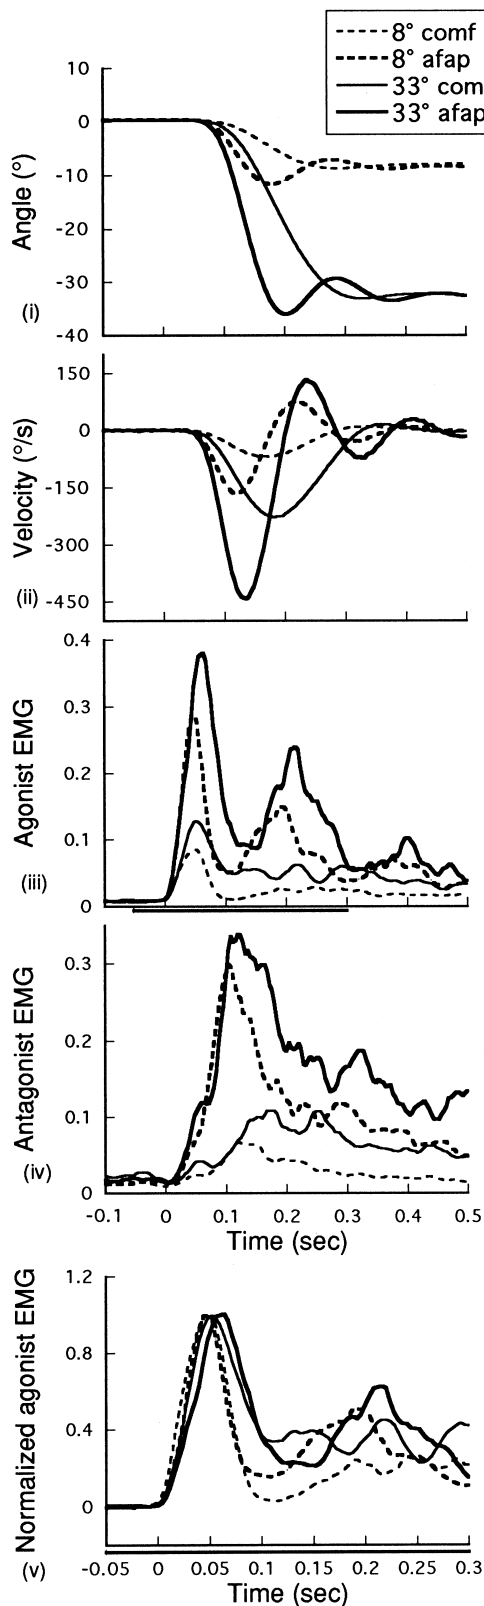 8° comf
8° afap
33° com
33° afap
10
0
-10
-20
-30
-40
Angle (°)
(i)
150
0
-150
-300
-450
Velocity (°/s)
(ii)
0.4
0.3
0.2
0.1
0
Agonist EMG
(iii)
0.3
0.2
0.1
0
Antagonist EMG
(iv)
-0.1 0 0.1 0.2 0.3 0.4 0.5
Time (sec)
1.2
0.8
0.4
0
Normalized agonist EMG
(v)
-0.05 0 0.05 0.1 0.15 0.2 0.25 0.3
Time (sec)